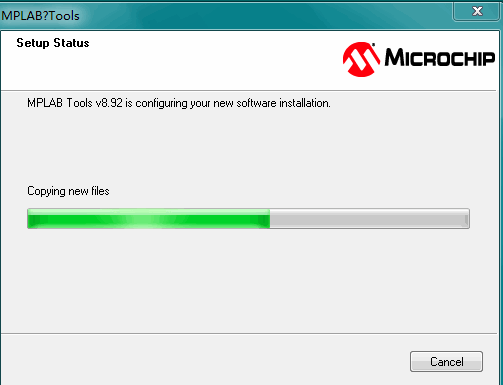 MPLAB?Tools
Setup Status
MICROCHIP
MPLAB Tools v8.92 is configuring your new software installation.
Copying new files
Cancel